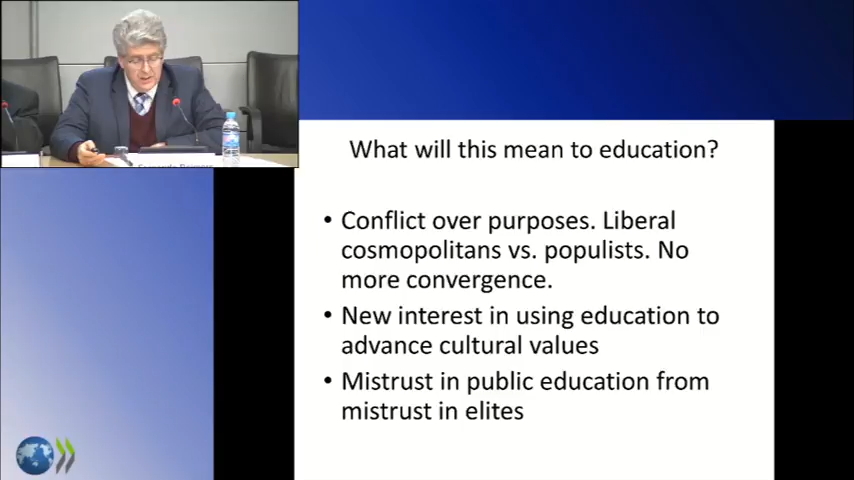 What will this mean to education?
• Conflict over purposes. Liberal
cosmopolitans vs. populists. No
more convergence.
• New interest in using education to
advance cultural values
• Mistrust in public education from
mistrust in elites